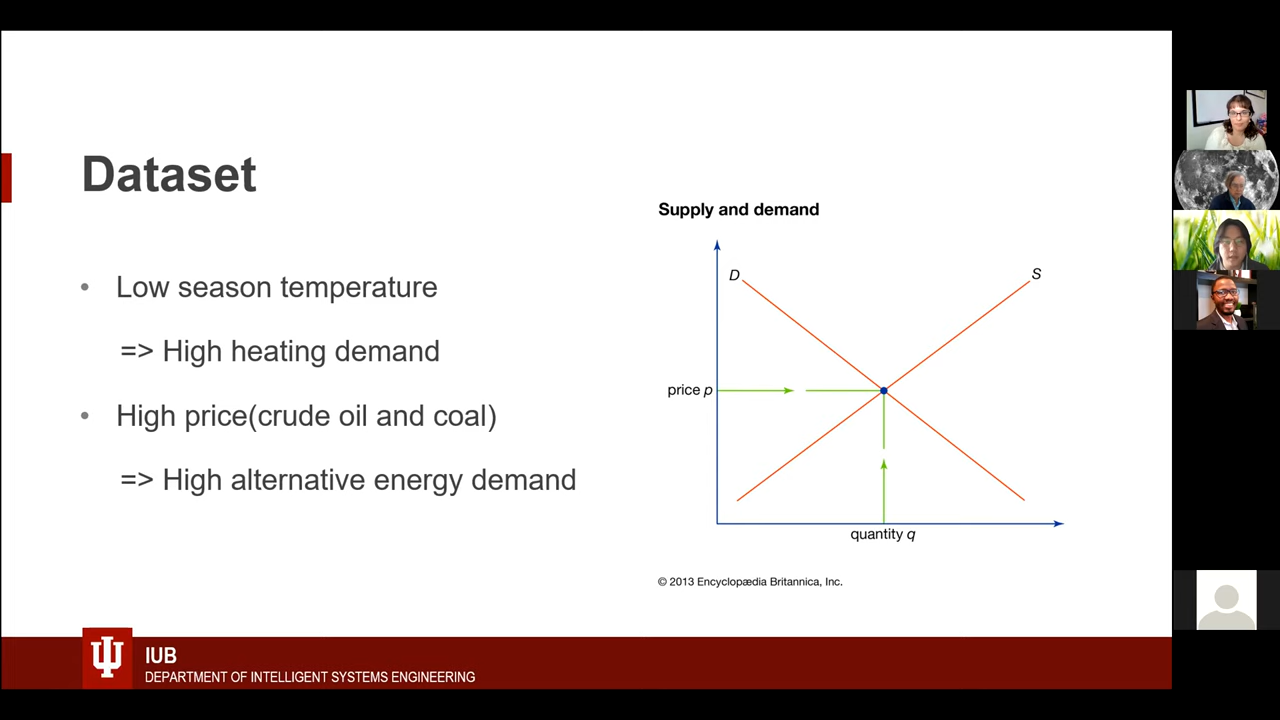 Dataset
• Low season temperature
=> High heating demand
• High price(crude oil and coal)
=> High alternative energy demand
Supply and demand
D
S
price p
quantity q
© 2013 Encyclopædia Britannica, Inc.
IUB
DEPARTMENT OF INTELLIGENT SYSTEMS ENGINEERING